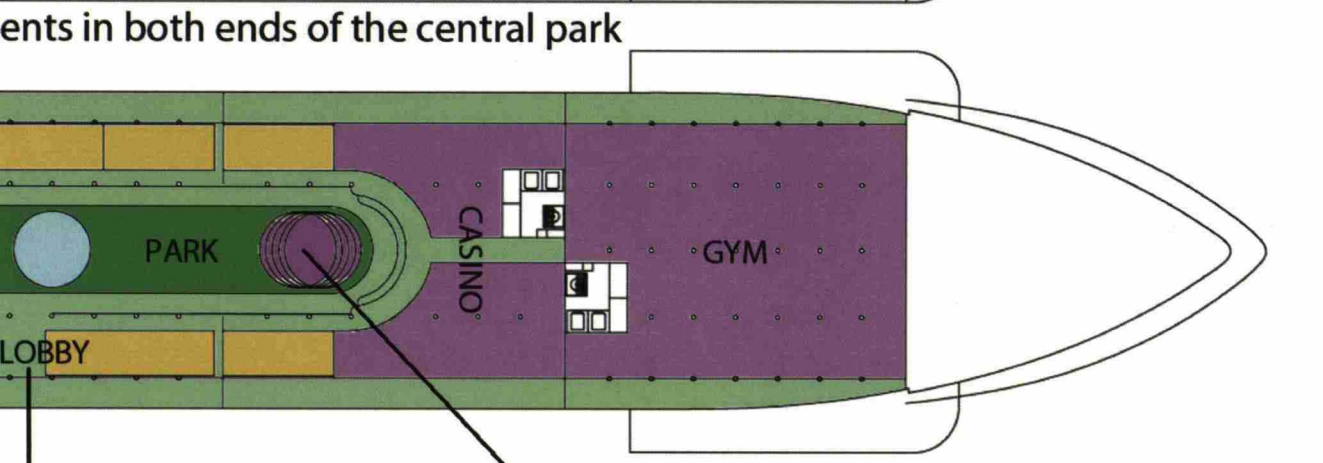 ents in both ends of the central park
PARK
CASINO
GYM
LOBBY